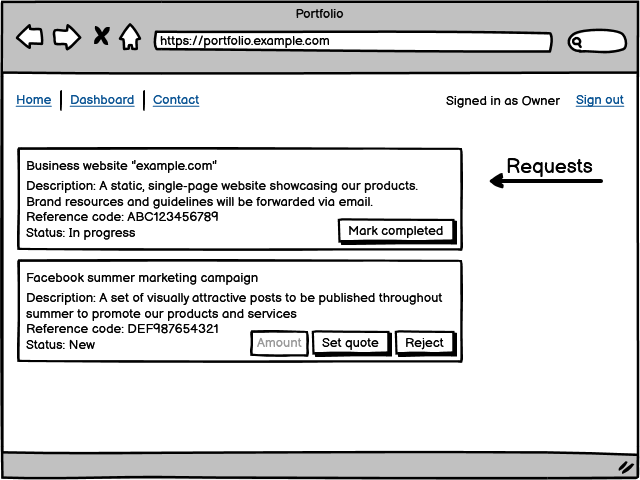 Portfolio
https://portfolio.example.com
Home Dashboard Contact Signed in as Owner Sign out
Business website "example.com"
Description: A static, single-page website showcasing our products.
Brand resources and guidelines will be forwarded via email.
Reference code: ABC123456789
Status: In progress
Mark completed
Requests
Facebook summer marketing campaign
Description: A set of visually attractive posts to be published throughout
summer to promote our products and services
Reference code: DEF987654321
Status: New
Amount Set quote Reject